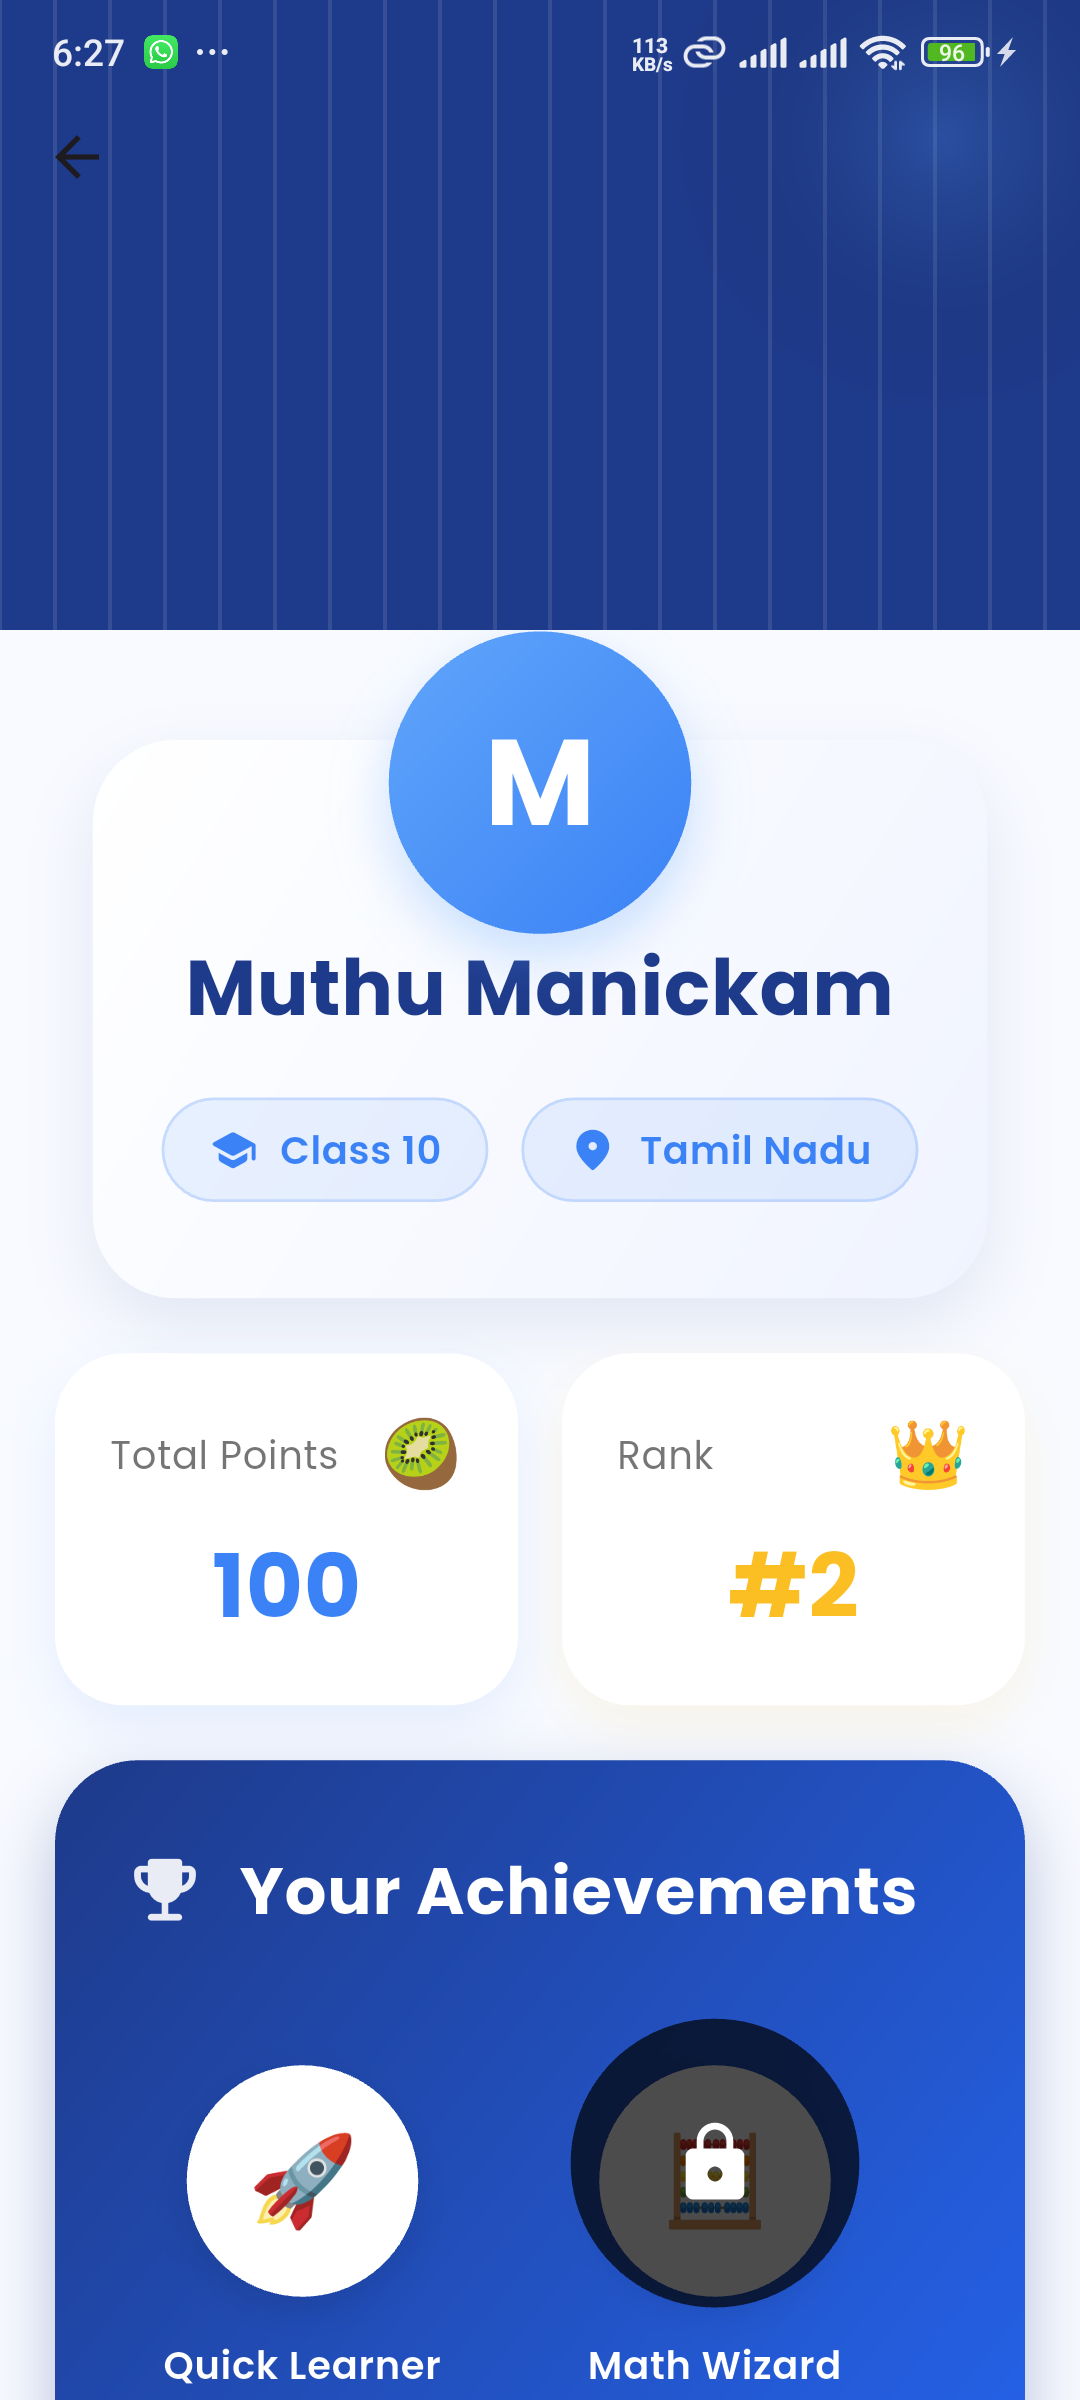 6:27
113
KB/s
96
M
Muthu Manickam
Class 10
Tamil Nadu
Total Points
Rank
100
#2
Your Achievements
Quick Learner
Math Wizard